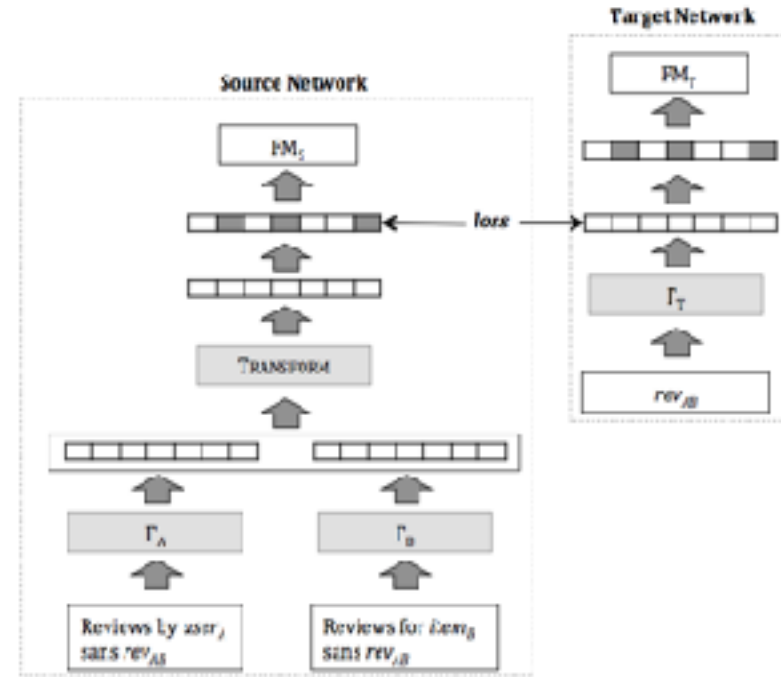 Target Network
FM_T
Γ_T
rev_AB
Source Network
FM_S
loss
TRANSFORM
Γ_A
Γ_B
Reviews by user_A
sans rev_AB
Reviews for item_B
sans rev_AB